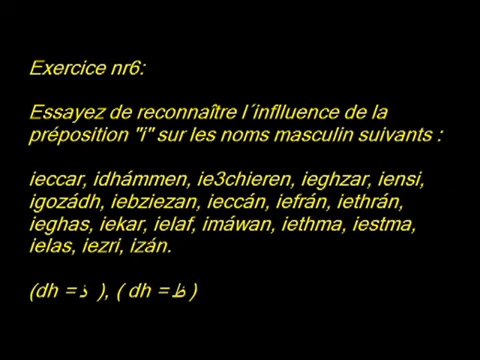 Exercice nr6:
Essayez de reconnaître l´inflluence de la
préposition "i" sur les noms masculin suivants :
ieccar, idhámmen, ie3chieren, ieghzar, iensi,
igozádh, iebziezan, ieccán, iefrán, iethrán,
ieghas, iekar, ielaf, imáwan, iethma, iestma,
ielas, iezri, izán.
(dh = ذ ), ( dh = ظ )